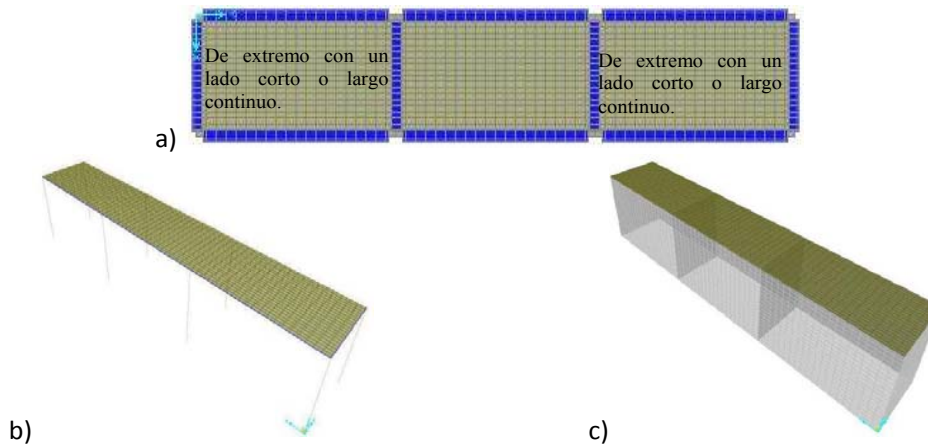 De extremo con un
lado corto o largo
continuo.
De extremo con un
lado corto o largo
continuo.
a)
b)
c)